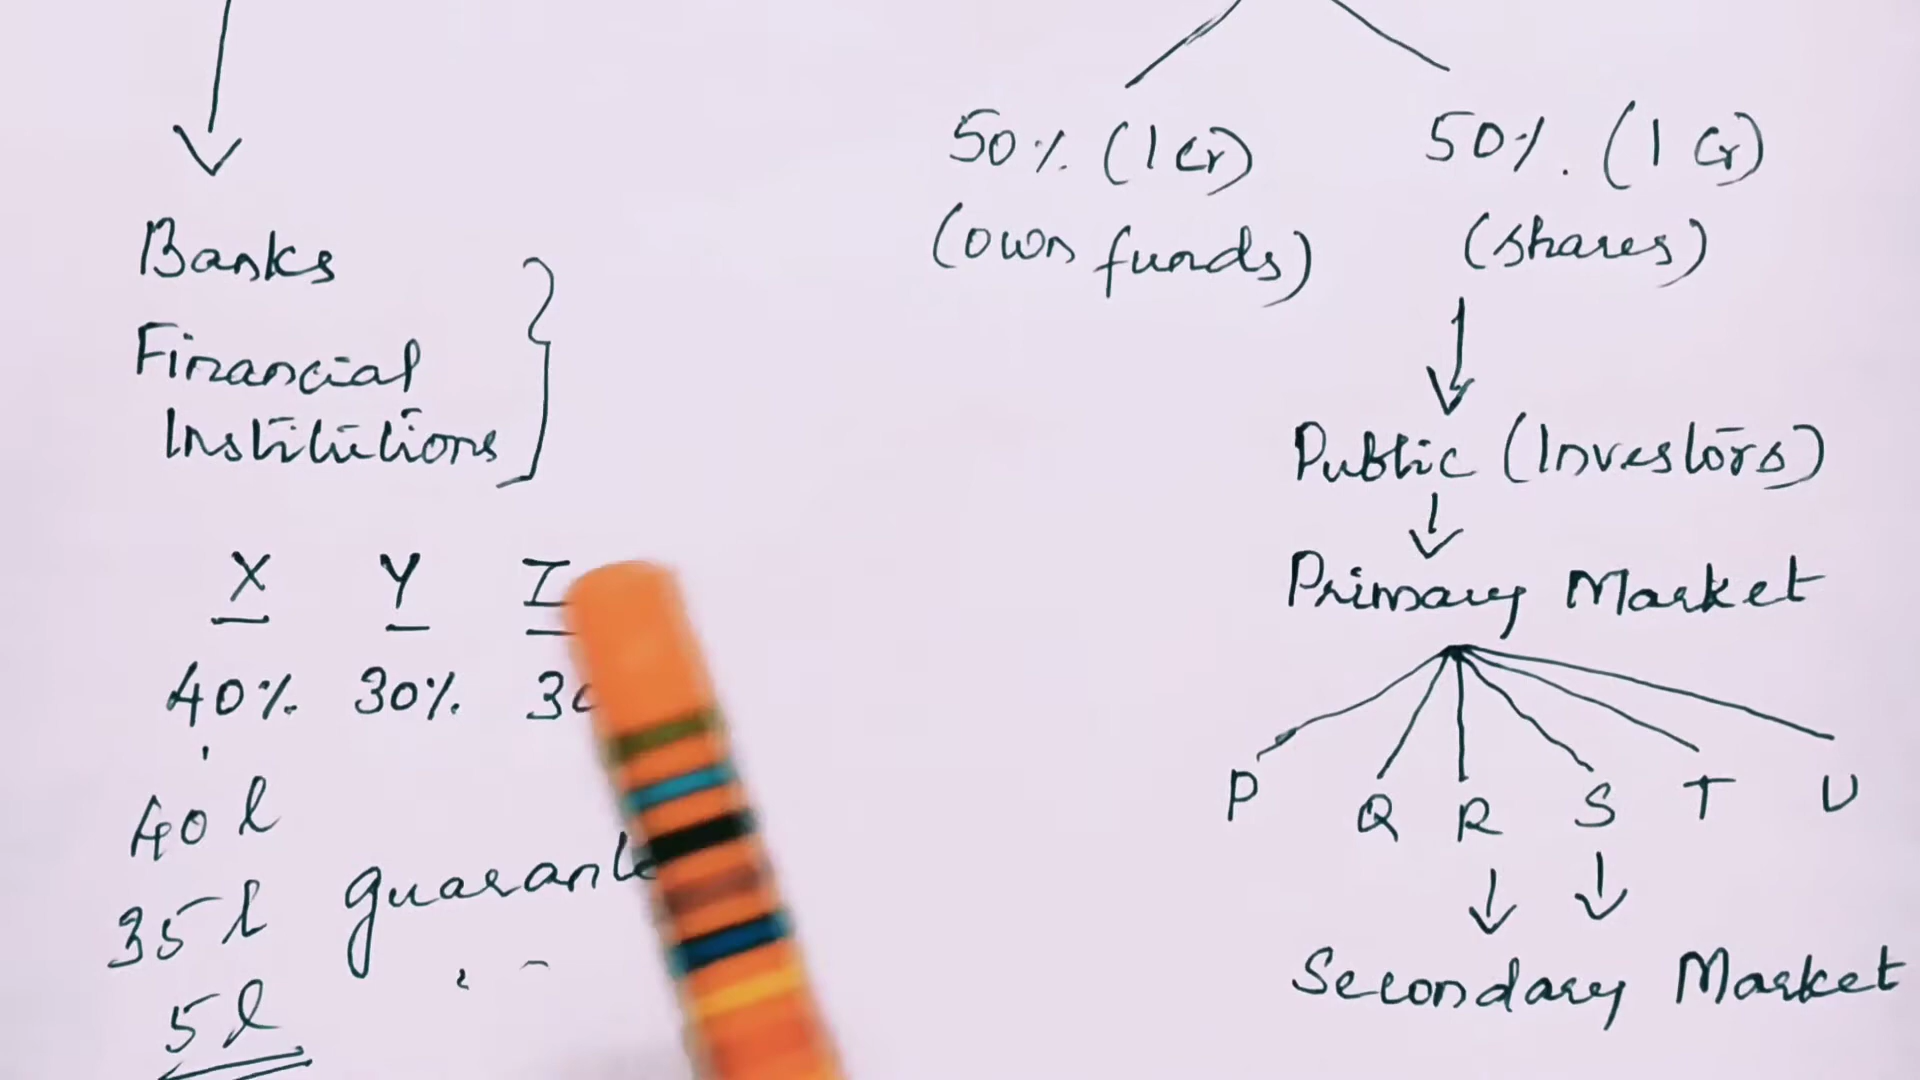 Banks
Financial
Institutions
X Y Z
40% 30%
40 l
35 l
5 l
50% (1 Cr) 50%. (1 Cr)
(own funds) (shares)
Public (Investors)
Primary Market
P Q R S T U
Secondary Market